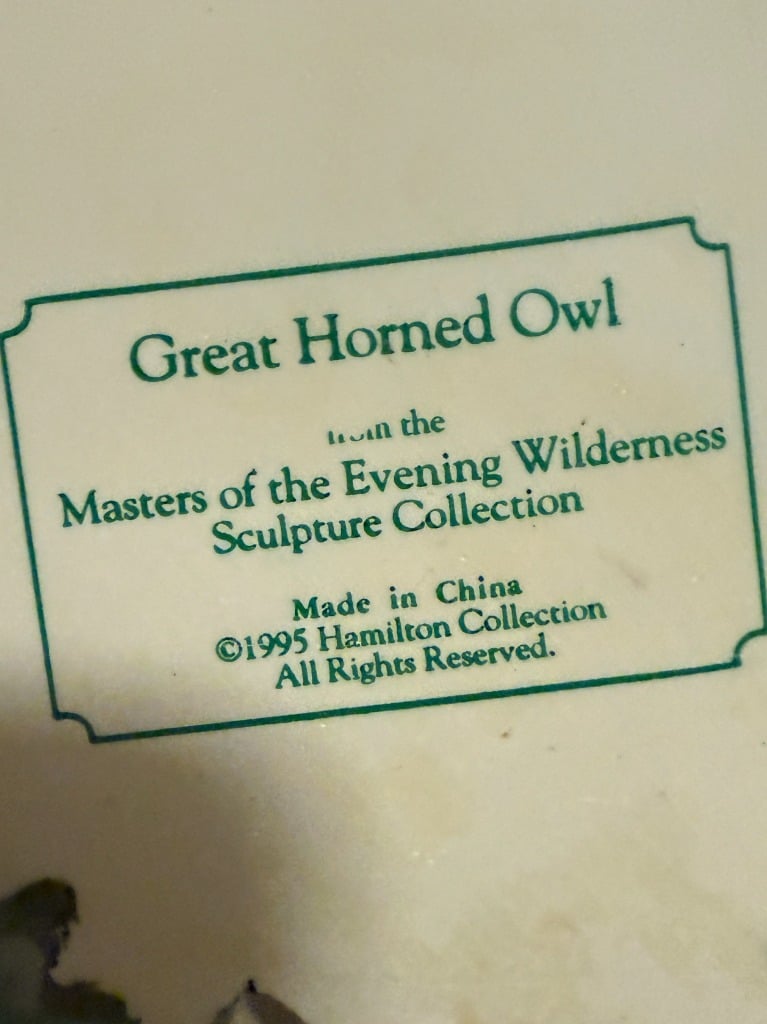 Great Horned Owl
from the
Masters of the Evening Wilderness
Sculpture Collection
Made in China
©1995 Hamilton Collection
All Rights Reserved.